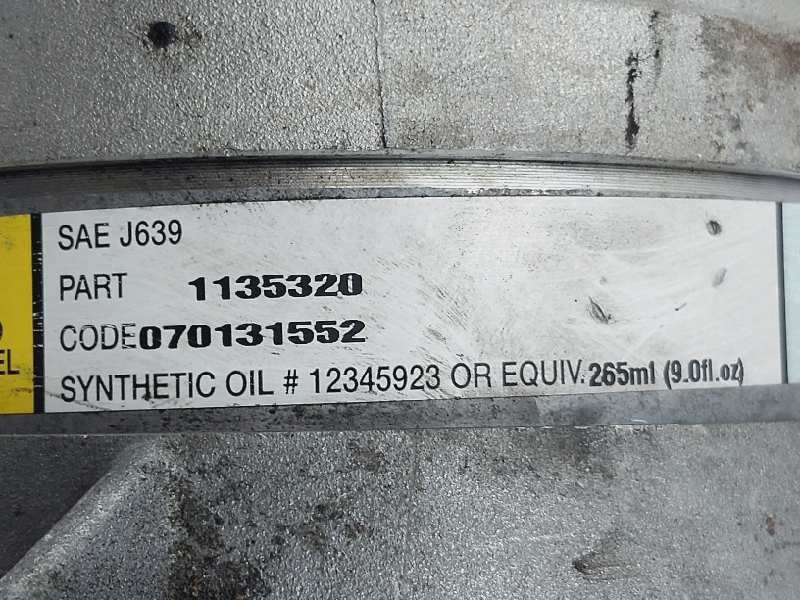 SAE J639
PART 1135320
CODE070131552
SYNTHETIC OIL # 12345923 OR EQUIV. 265ml (9.0fl.oz)